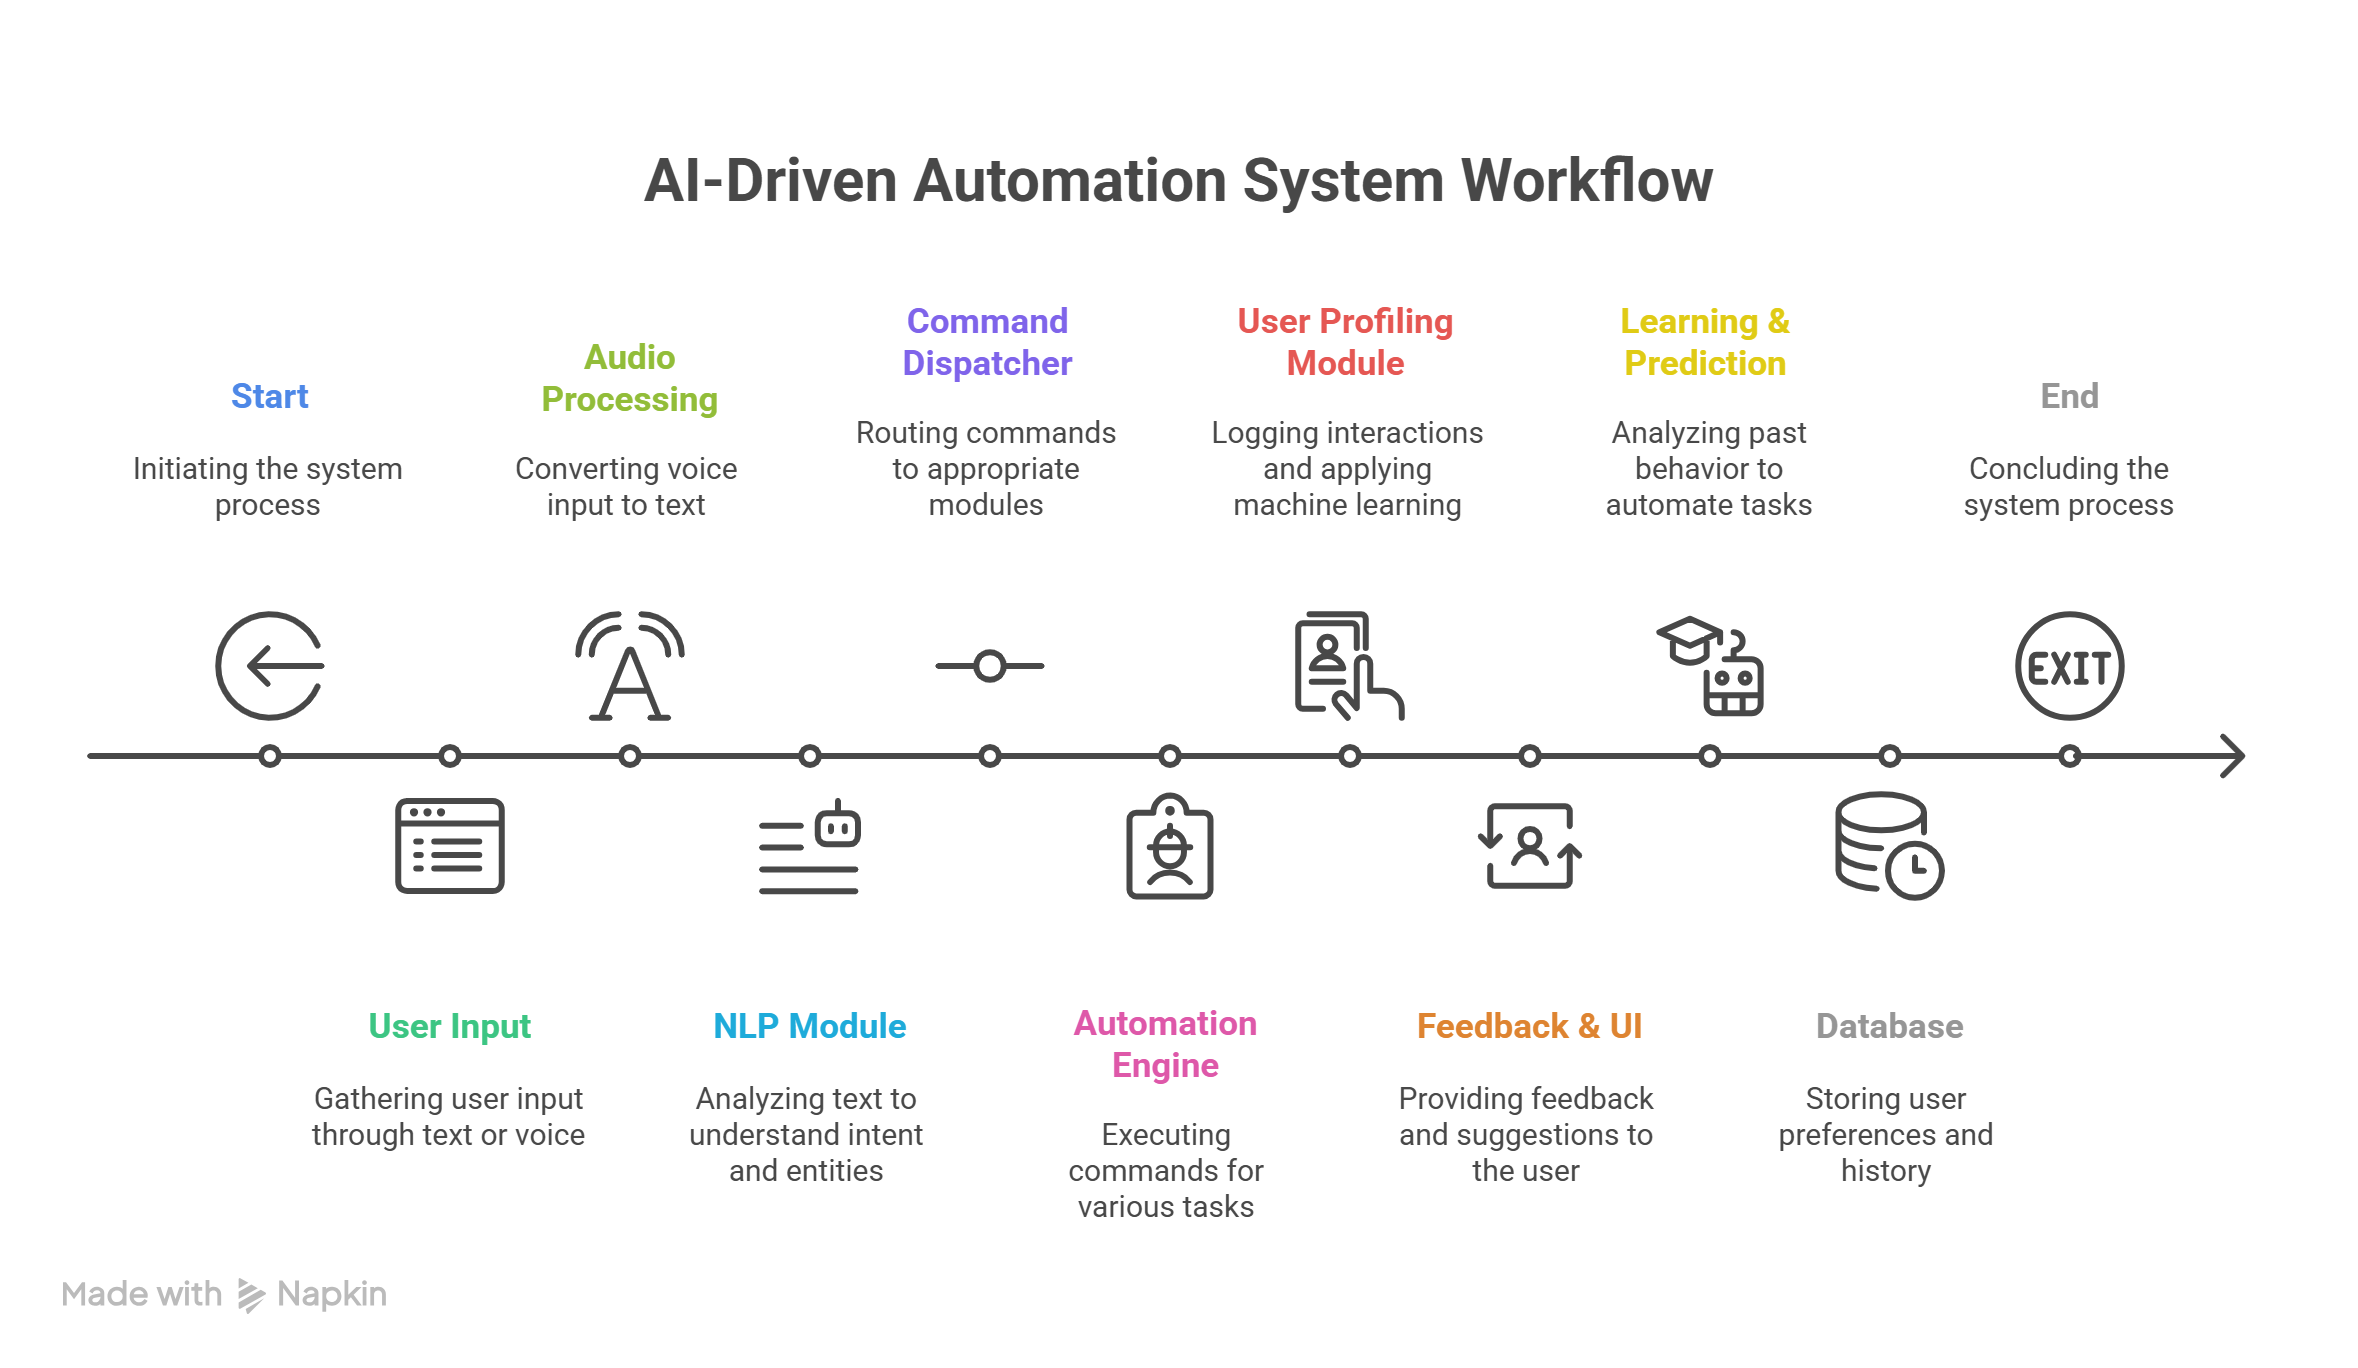 AI-Driven Automation System Workflow
Start
Initiating the system
process
Audio
Processing
Converting voice
input to text
Command
Dispatcher
Routing commands
to appropriate
modules
User Profiling
Module
Logging interactions
and applying
machine learning
Learning &
Prediction
Analyzing past
behavior to
automate tasks
End
Concluding the
system process
A
EXIT
User Input
Gathering user input
through text or voice
NLP Module
Analyzing text to
understand intent
and entities
Automation
Engine
Executing
commands for
various tasks
Feedback & UI
Providing feedback
and suggestions to
the user
Database
Storing user
preferences and
history
Made with Napkin